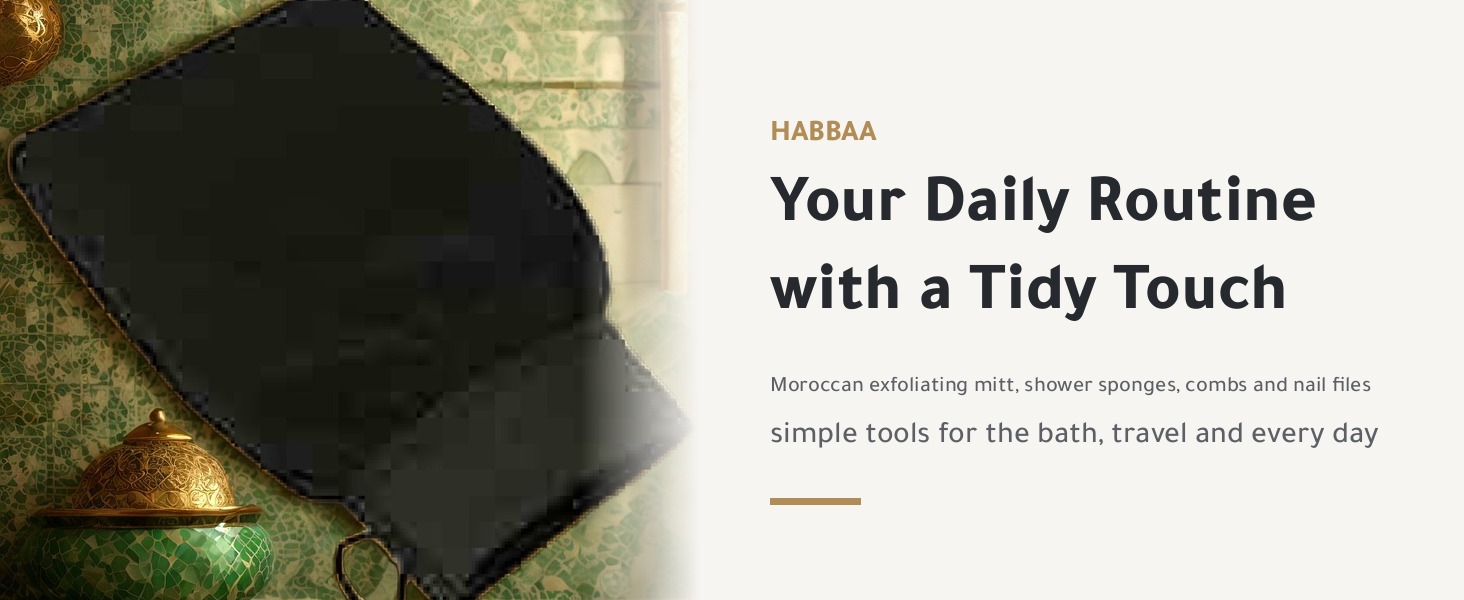 HABBAA
Your Daily Routine
with a Tidy Touch
Moroccan exfoliating mitt, shower sponges, combs and nail files
simple tools for the bath, travel and every day